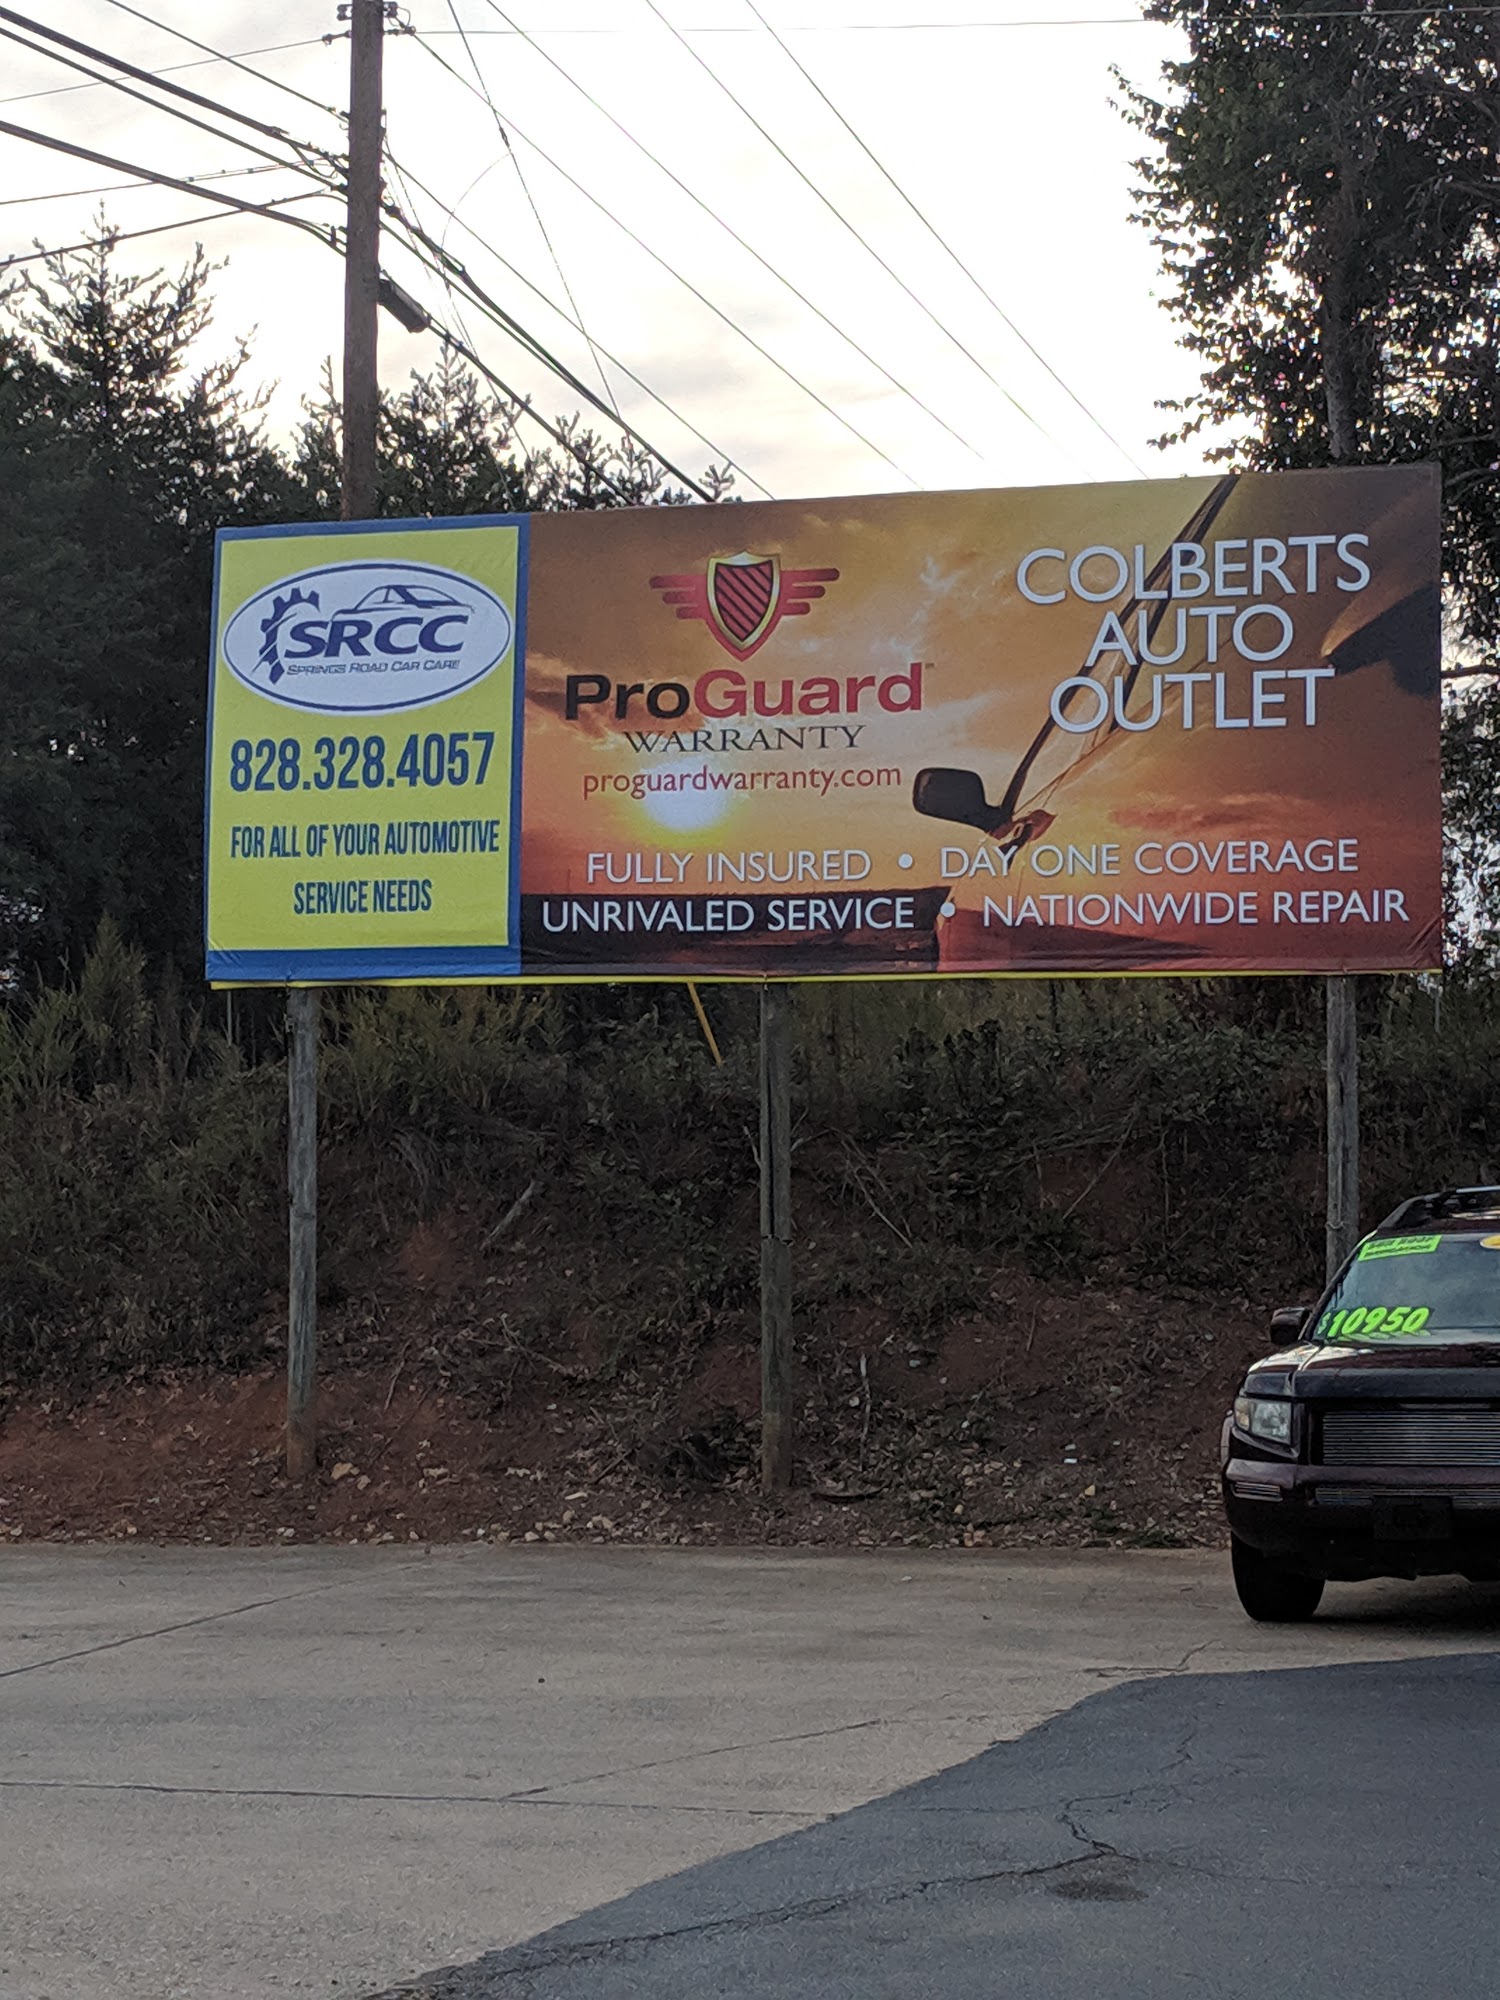 SRCC
SPRINGS ROAD CAR CARE
828.328.4057
FOR ALL OF YOUR AUTOMOTIVE
SERVICE NEEDS
ProGuard
WARRANTY
proguardwarranty.com
COLBERTS
AUTO
OUTLET
FULLY INSURED • DAY ONE COVERAGE
UNRIVALED SERVICE • NATIONWIDE REPAIR
$10950